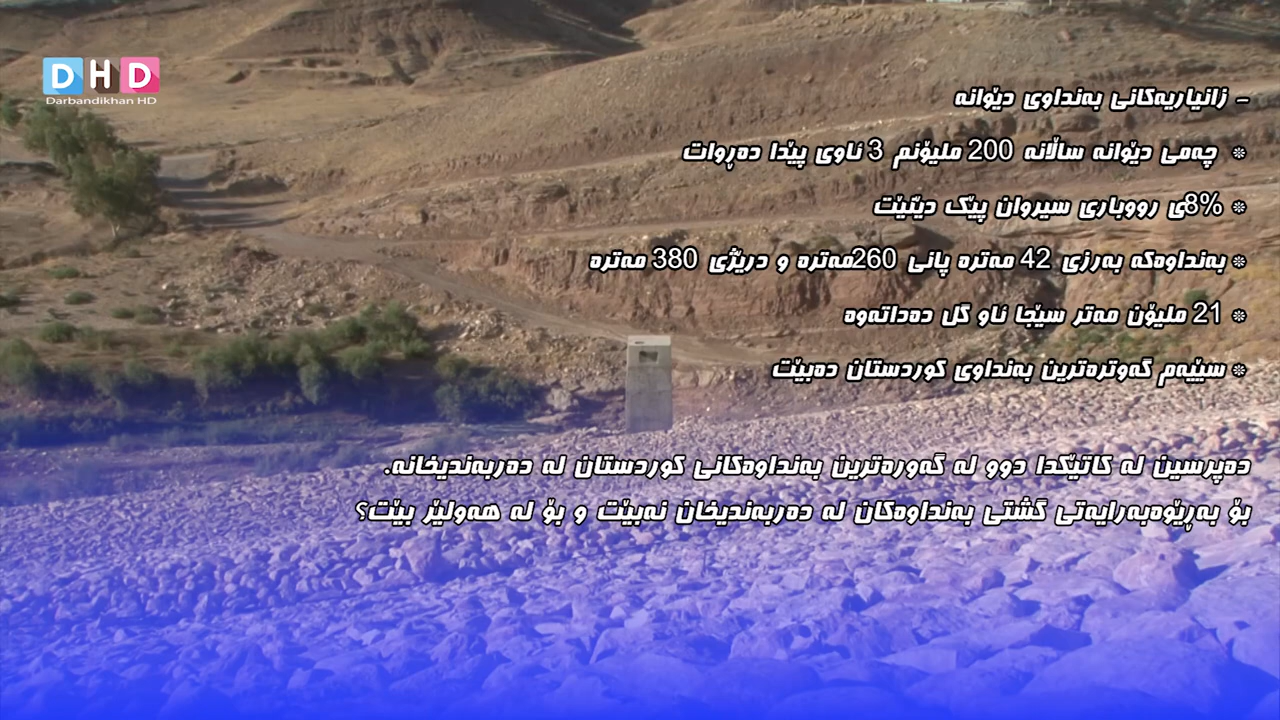 DHD
Darbandikhan HD
- زانیاریەکانی بەنداوی دێوانە
❊ چەمی دێوانە ساڵانە 200 ملیۆنم 3 ئاوی پێدا دەڕوات
❊ 8%ی رووباری سیروان پێک دێنێت
❊ بەنداوەکە بەرزی 42 مەترە پانی 260مەترە و درێژی 380 مەترە
❊ 21 ملیۆن مەتر سێجا ئاو گل دەداتەوە
❊ سێیەم گەوترەترین بەنداوی کوردستان دەبێت
دەپرسین لە کاتێکدا دوو لە گەورەترین بەنداوەکانی کوردستان لە دەربەندیخانە.
بۆ بەڕێوەبەرایەتی گشتی بەنداوەکان لە دەربەندیخان نەبێت و بۆ لە هەولێر بێت؟